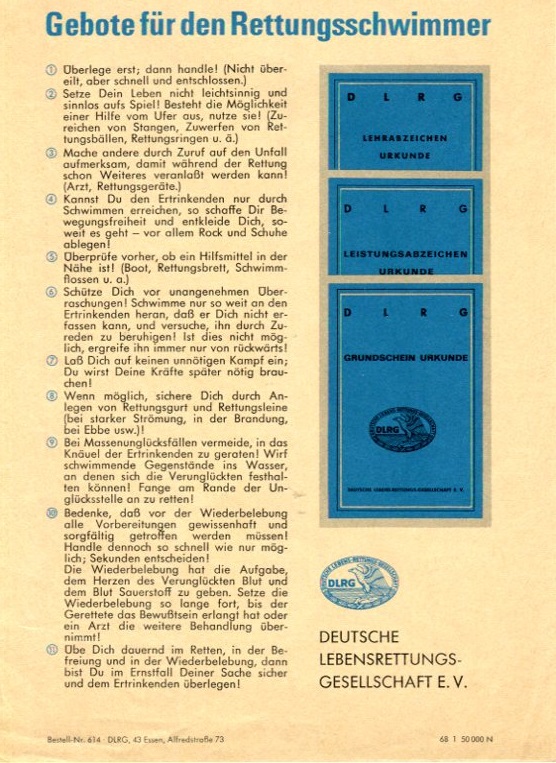 Gebote für den Rettungsschwimmer
① Überlege erst; dann handle! (Nicht über-
eilt, aber schnell und entschlossen.)
② Setze Dein Leben nicht leichtsinnig und
sinnlos aufs Spiel! Besteht die Möglichkeit
einer Hilfe vom Ufer aus, nutze sie! (Zu-
reichen von Stangen, Zuwerfen von Ret-
tungsbällen, Rettungsringen u. ä.)
③ Mache andere durch Zuruf auf den Unfall
aufmerksam, damit während der Rettung
schon Weiteres veranlaßt werden kann!
(Arzt, Rettungsgeräte.)
④ Kannst Du den Ertrinkenden nur durch
Schwimmen erreichen, so schaffe Dir Be-
wegungsfreiheit und entkleide Dich, so-
weit es geht – vor allem Rock und Schuhe
ablegen!
⑤ Überprüfe vorher, ob ein Hilfsmittel in der
Nähe ist! (Boot, Rettungsbrett, Schwimm-
flossen u. a.)
⑥ Schütze Dich vor unangenehmen Über-
raschungen! Schwimme nur so weit an den
Ertrinkenden heran, daß er Dich nicht er-
fassen kann, und versuche, ihn durch Zu-
reden zu beruhigen! Ist dies nicht mög-
lich, ergreife ihn immer nur von rückwärts!
⑦ Laß Dich auf keinen unnötigen Kampf ein;
Du wirst Deine Kräfte später nötig brau-
chen!
⑧ Wenn möglich, sichere Dich durch An-
legen von Rettungsgurt und Rettungsleine
(bei starker Strömung, in der Brandung,
bei Ebbe usw.)!
⑨ Bei Massenunglücksfällen vermeide, in das
Knäuel der Ertrinkenden zu geraten! Wirf
schwimmende Gegenstände ins Wasser,
an denen sich die Verunglückten festhal-
ten können! Fange am Rande der Un-
glücksstelle an zu retten!
⑩ Bedenke, daß vor der Wiederbelebung
alle Vorbereitungen gewissenhaft und
sorgfältig getroffen werden müssen!
Handle dennoch so schnell wie nur mög-
lich; Sekunden entscheiden!
Die Wiederbelebung hat die Aufgabe,
dem Herzen des Verunglückten Blut und
dem Blut Sauerstoff zu geben. Setze die
Wiederbelebung so lange fort, bis der
Gerettete das Bewußtsein erlangt hat oder
ein Arzt die weitere Behandlung über-
nimmt!
⑪ Übe Dich dauernd im Retten, in der Be-
freiung und in der Wiederbelebung, dann
bist Du im Ernstfall Deiner Sache sicher
und dem Ertrinkenden überlegen!
D L R G
LEHRABZEICHEN
URKUNDE
D L R G
LEISTUNGSABZEICHEN
URKUNDE
D L R G
GRUNDSCHEIN URKUNDE
DEUTSCHE LEBENS-RETTUNGS-GESELLSCHAFT
DLRG
DEUTSCHE LEBENS-RETTUNGS-GESELLSCHAFT E. V.
DEUTSCHE LEBENS-RETTUNGS-GESELLSCHAFT
DLRG
DEUTSCHE
LEBENSRETTUNGS-
GESELLSCHAFT E. V.
Bestell-Nr. 614 · DLRG, 43 Essen, Alfredstraße 73
68 1 50 000 N